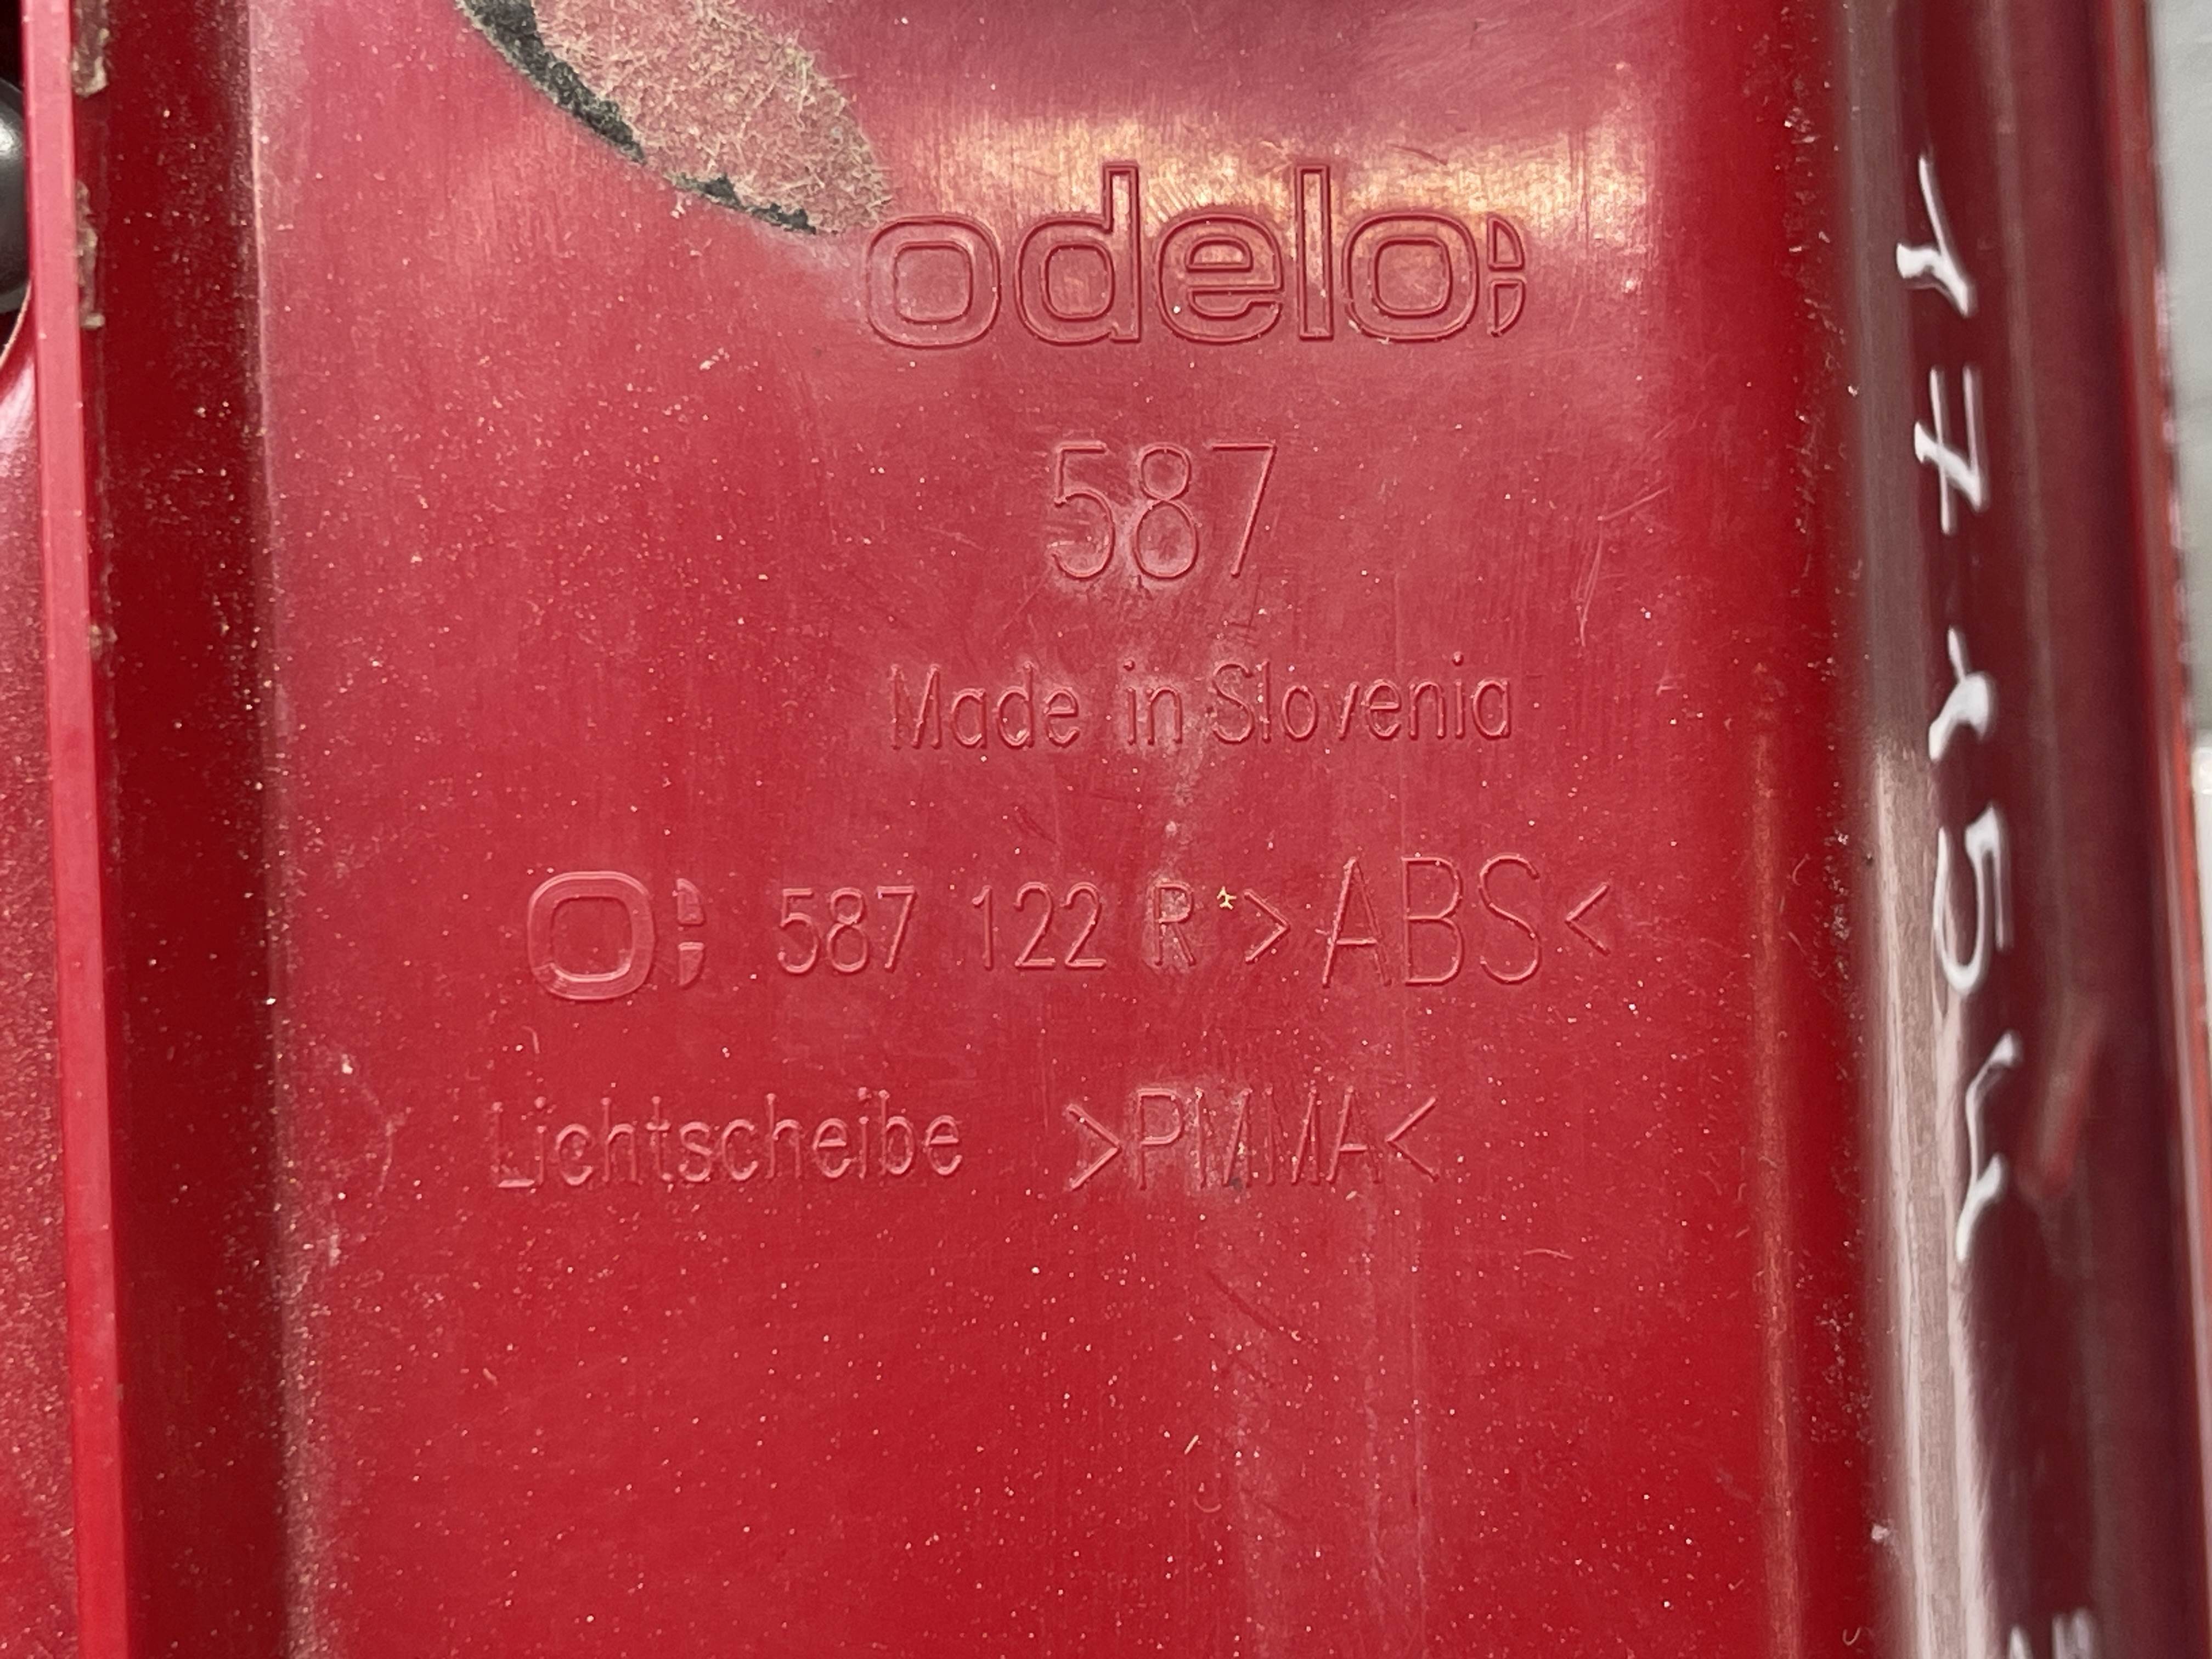 odelo:
587
Made in Slovenia
O: 587 122 R >ABS<
Lichtscheibe >PMMA<